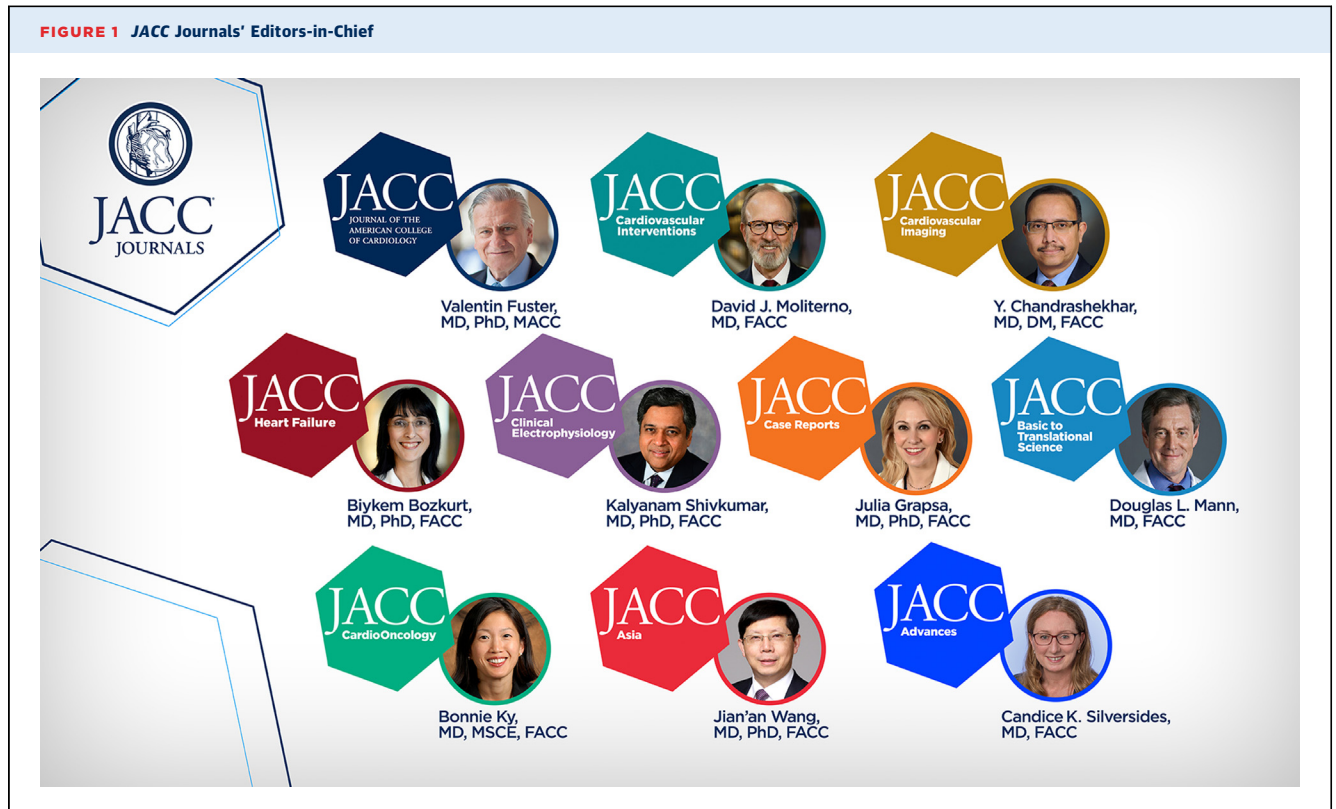 FIGURE 1 JACC Journals' Editors-in-Chief
JACC
JOURNALS
JACC
JOURNAL OF THE
AMERICAN COLLEGE
OF CARDIOLOGY
Valentin Fuster,
MD, PhD, MACC
JACC
Cardiovascular
Interventions
David J. Moliterno,
MD, FACC
JACC
Cardiovascular
Imaging
Y. Chandrashekhar,
MD, DM, FACC
JACC
Heart Failure
Biykem Bozkurt,
MD, PhD, FACC
JACC
Clinical
Electrophysiology
Kalyanam Shivkumar,
MD, PhD, FACC
JACC
Case Reports
Julia Grapsa,
MD, PhD, FACC
JACC
Basic to
Translational
Science
Douglas L. Mann,
MD, FACC
JACC
CardioOncology
Bonnie Ky,
MD, MSCE, FACC
JACC
Asia
Jian'an Wang,
MD, PhD, FACC
JACC
Advances
Candice K. Silversides,
MD, FACC